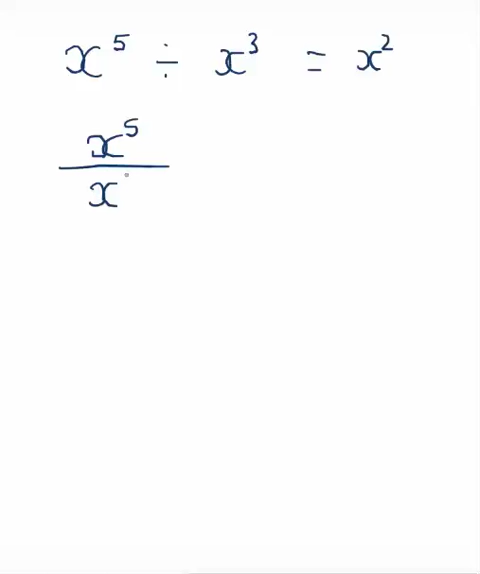 x⁵ ÷ x³ = x²
x⁵
x